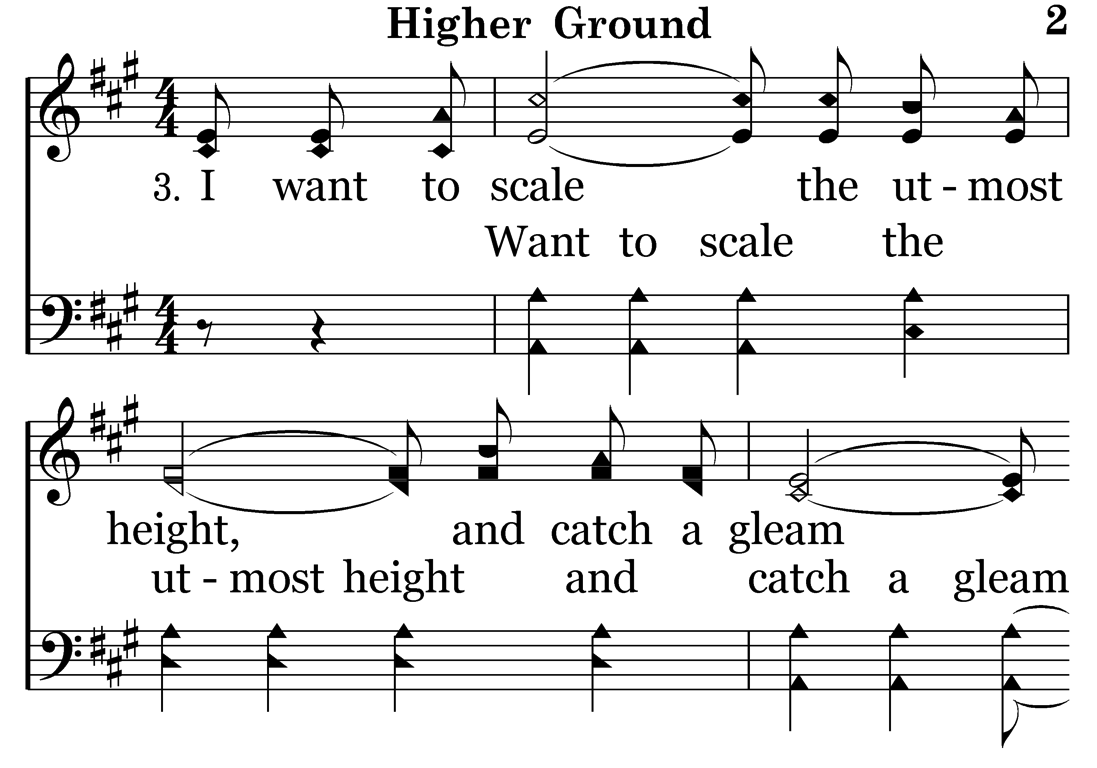 Higher Ground 2
3. I want to scale the ut - most
Want to scale the
height, and catch a gleam
ut - most height and catch a gleam